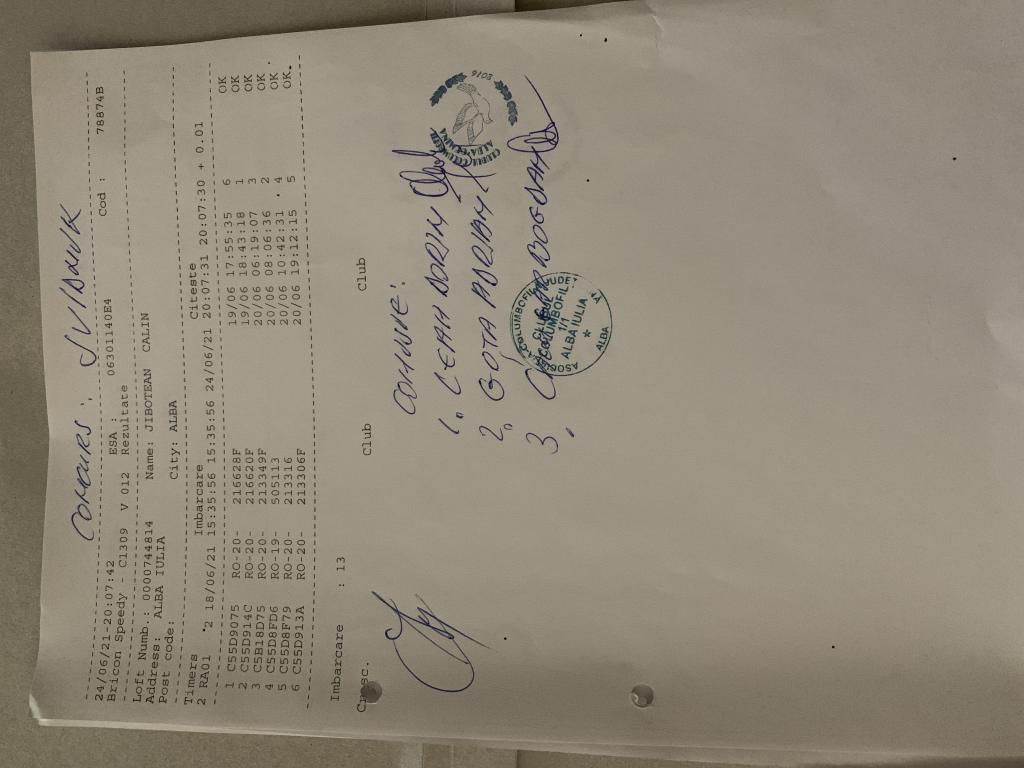 CONCURS : SVIDNIK
24/06/21-20:07:42 ESA : 06301140E4 Cod : 78874B
Bricon Speedy - C1309 V 012 Rezultate
Loft Numb.: 0000744814 Name: JIBOTEAN CALIN
Address: ALBA IULIA
Post code: City: ALBA
Timers Imbarcare Citeste
2 RA01 2 18/06/21 15:35:56 15:35:56 24/06/21 20:07:31 20:07:30 + 0.01
1 C55D9075 RO-20- 216628F 19/06 17:55:35 6 OK
2 C55D914C RO-20- 216620F 19/06 18:43:18 1 OK
3 C5B18D75 RO-20- 213349F 20/06 06:19:07 3 OK
4 C55D8FD6 RO-19- 505113 20/06 08:06:36 2 OK
5 C55D8F79 RO-20- 213316 20/06 10:42:31 4 OK
6 C55D913A RO-20- 213306F 20/06 19:12:15 5 OK
Imbarcare : 13
Club Club
COMISIE:
1. LEAH DORIN
2. GOTA ADRIAN
3. BOGDAN
ALBA IULIA
ALBA